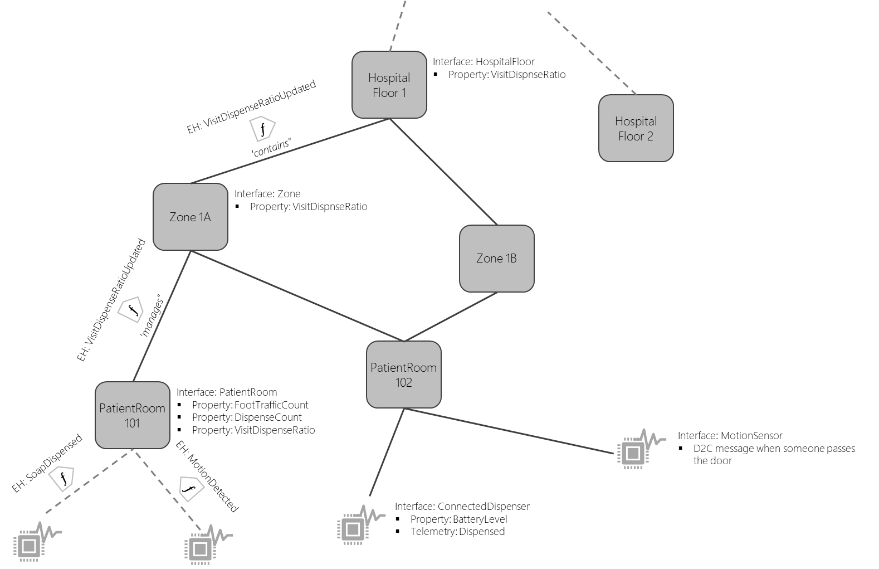 Hospital
Floor 1
Interface: HospitalFloor
▪ Property: VisitDispnseRatio
Hospital
Floor 2
EH: VisitDispenseRatioUpdated
f
"contains"
Zone 1A
Interface: Zone
▪ Property: VisitDispnseRatio
Zone 1B
EH: VisitDispenseRatioUpdated
f
"manages"
PatientRoom
101
Interface: PatientRoom
▪ Property: FootTrafficCount
▪ Property: DispenseCount
▪ Property: VisitDispenseRatio
PatientRoom
102
EH: SoapDispensed
f
EH: MotionDetected
f
Interface: MotionSensor
▪ D2C message when someone passes
the door
Interface: ConnectedDispenser
▪ Property: BatteryLevel
▪ Telemetry: Dispensed